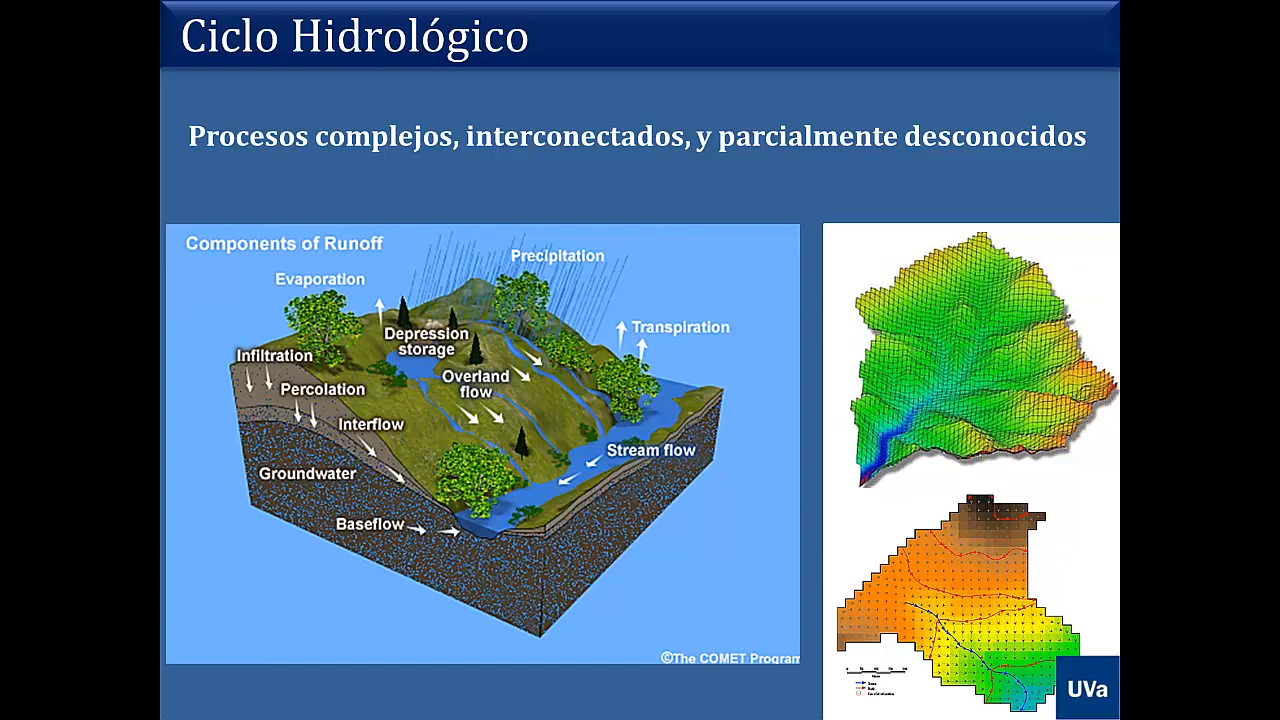 Ciclo Hidrológico
Procesos complejos, interconectados, y parcialmente desconocidos
Components of Runoff
Precipitation
Evaporation
Transpiration
Depression
storage
Infiltration
Overland
flow
Percolation
Interflow
Stream flow
Groundwater
Baseflow
©The COMET Program
UVa